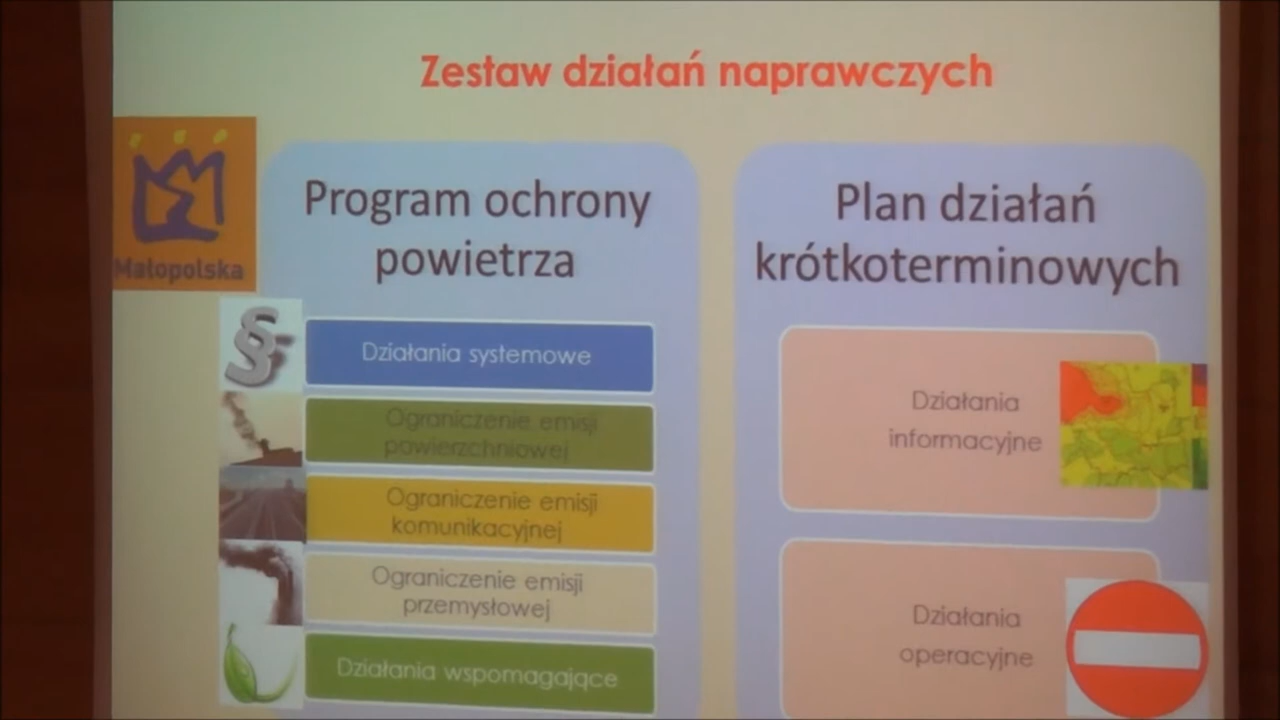 Zestaw działań naprawczych
Małopolska
Program ochrony
powietrza
Działania systemowe
Ograniczenie emisji
powierzchniowej
Ograniczenie emisji
komunikacyjnej
Ograniczenie emisji
przemysłowej
Działania wspomagające
Plan działań
krótkoterminowych
Działania
informacyjne
Działania
operacyjne